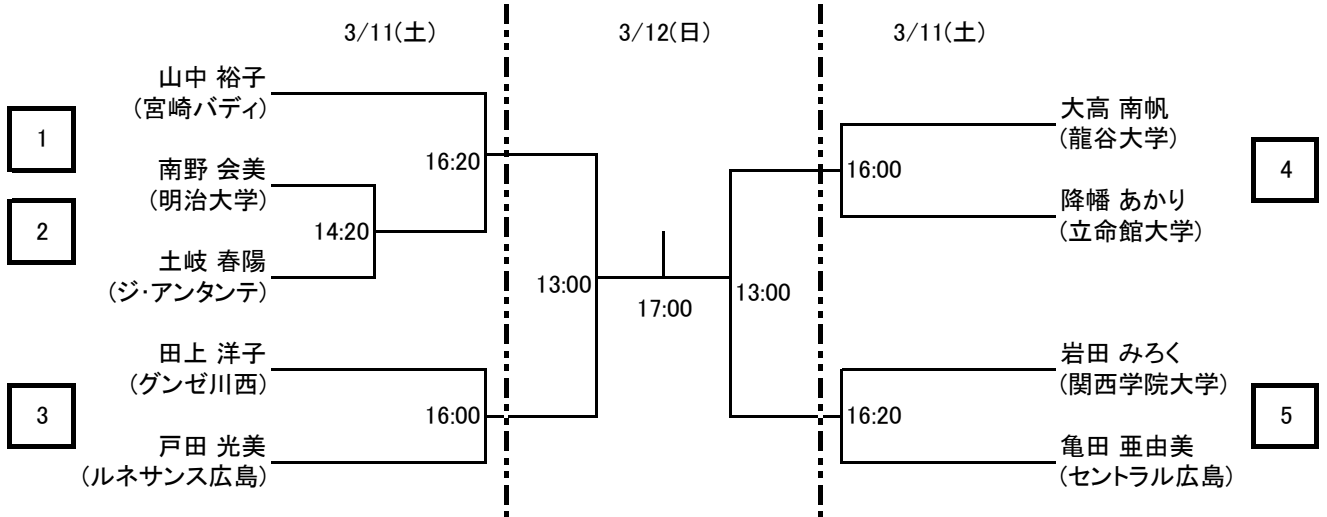 3/11(土)
3/12(日)
3/11(土)
山中 裕子
(宮崎バディ)
1
16:20
南野 会美
(明治大学)
2
14:20
土岐 春陽
(ジ・アンタンテ)
13:00
田上 洋子
(グンゼ川西)
3
16:00
戸田 光美
(ルネサンス広島)
17:00
大高 南帆
(龍谷大学)
16:00
4
降幡 あかり
(立命館大学)
13:00
岩田 みろく
(関西学院大学)
16:20
5
亀田 亜由美
(セントラル広島)